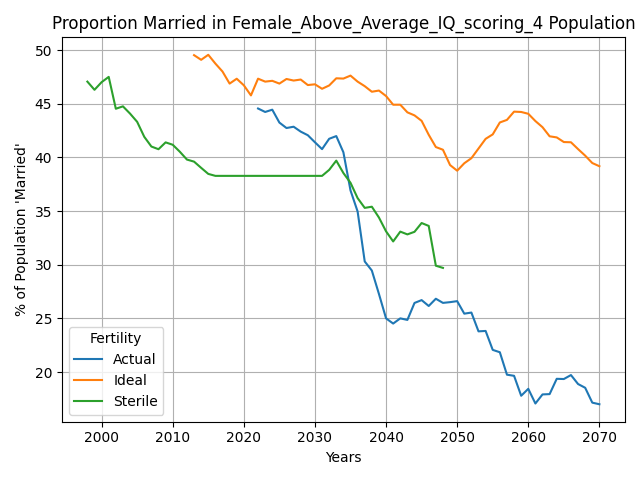 Proportion Married in Female_Above_Average_IQ_scoring_4 Population
% of Population 'Married'
50
45
40
35
30
25
20
Fertility
Actual
Ideal
Sterile
2000 2010 2020 2030 2040 2050 2060 2070
Years